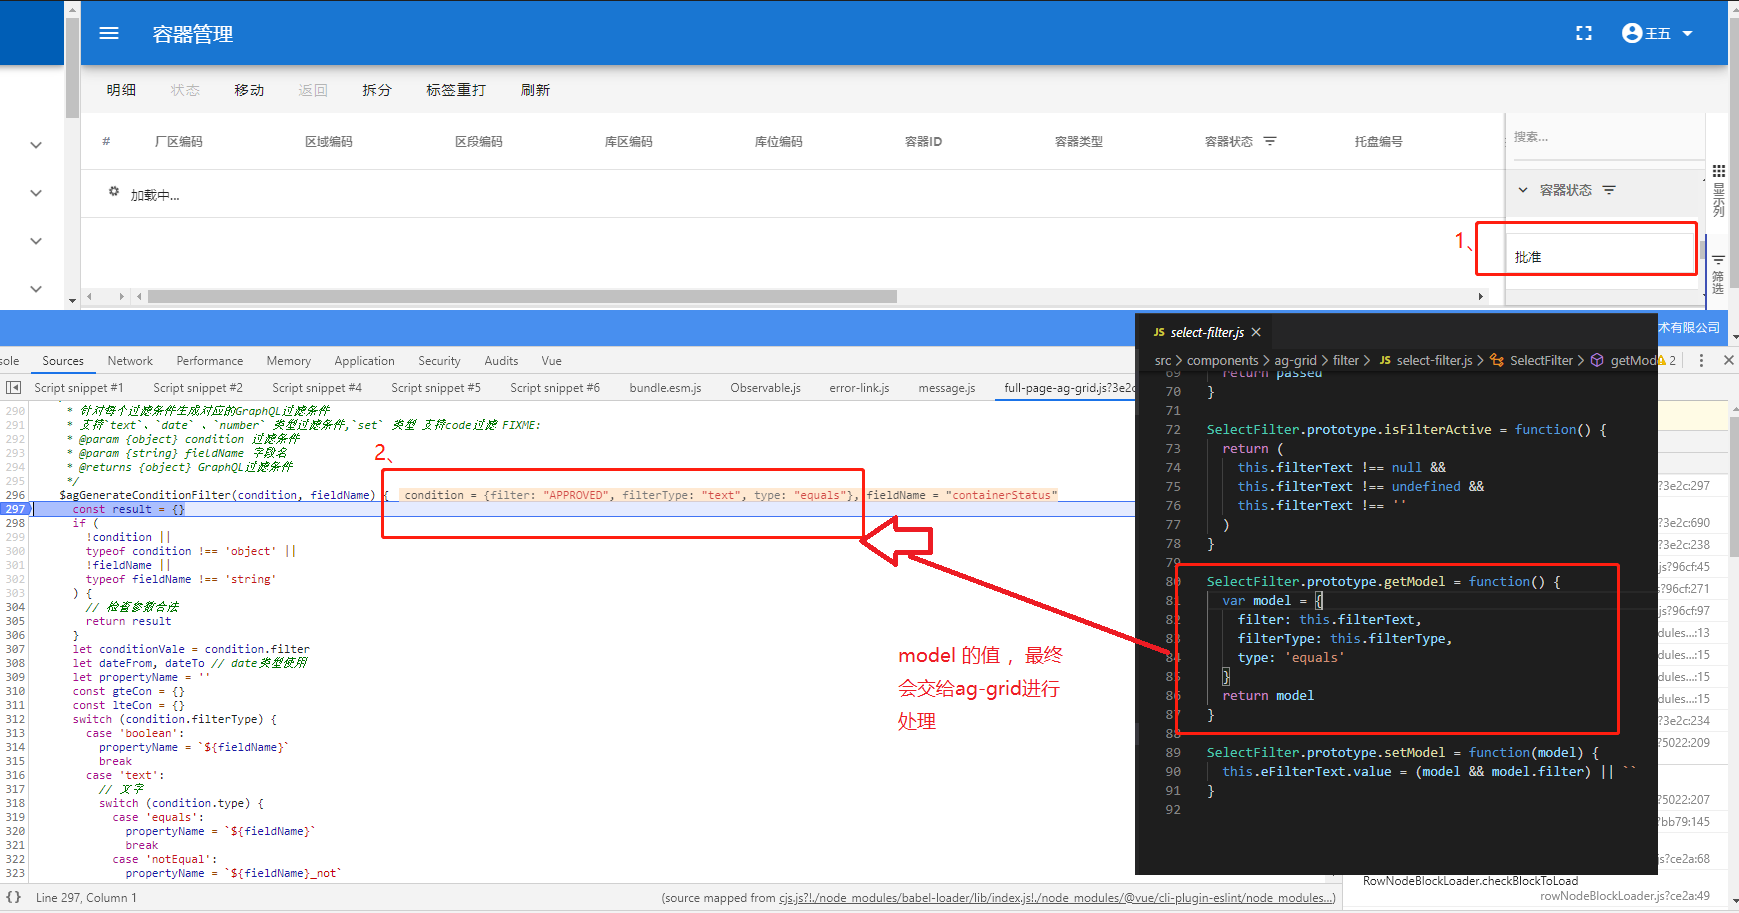 容器管理
王五
明细 状态 移动 返回 拆分 标签重打 刷新
# 厂区编码 区域编码 区段编码 库区编码 库位编码 容器ID 容器类型 容器状态 托盘编号
搜索...
加载中...
容器状态
显示列
1、
批准
筛选
术有限公司
sole Sources Network Performance Memory Application Security Audits Vue
2
Script snippet #1 Script snippet #2 Script snippet #4 Script snippet #5 Script snippet #6 bundle.esm.js Observable.js error-link.js message.js full-page-ag-grid.js?3e2c
290 * 针对每个过滤条件生成对应的GraphQL过滤条件
291 * 支持`text`、`date` 、`number` 类型过滤条件,`set` 类型 支持code过滤 FIXME:
292 * @param {object} condition 过滤条件
293 * @param {string} fieldName 字段名
294 * @returns {object} GraphQL过滤条件
295 */
2、
296 $agGenerateConditionFilter(condition, fieldName) { condition = {filter: "APPROVED", filterType: "text", type: "equals"}, fieldName = "containerStatus"
297 const result = {}
298 if (
299 !condition ||
300 typeof condition !== 'object' ||
301 !fieldName ||
302 typeof fieldName !== 'string'
303 ) {
304 // 检查参数合法
305 return result
306 }
307 let conditionVale = condition.filter
308 let dateFrom, dateTo // date类型使用
309 let propertyName = ''
310 const gteCon = {}
311 const lteCon = {}
312 switch (condition.filterType) {
313 case 'boolean':
314 propertyName = `${fieldName}`
315 break
316 case 'text':
317 // 文字
318 switch (condition.type) {
319 case 'equals':
320 propertyName = `${fieldName}`
321 break
322 case 'notEqual':
323 propertyName = `${fieldName}_not`
{} Line 297, Column 1
(source mapped from cjs.js?!./node_modules/babel-loader/lib/index.js!./node_modules/@vue/cli-plugin-eslint/node_modules...)
model 的值 ，最终
会交给ag-grid进行
处理
JS select-filter.js
src > components > ag-grid > filter > JS select-filter.js > SelectFilter > getMod
69 return passed
70 }
71
72 SelectFilter.prototype.isFilterActive = function() {
73 return (
74 this.filterText !== null &&
75 this.filterText !== undefined &&
76 this.filterText !== ''
77 )
78 }
79
80 SelectFilter.prototype.getModel = function() {
81 var model = {
82 filter: this.filterText,
83 filterType: this.filterType,
84 type: 'equals'
85 }
86 return model
87 }
88
89 SelectFilter.prototype.setModel = function(model) {
90 this.eFilterText.value = (model && model.filter) || ``
91 }
92
?3e2c:297
?3e2c:690
?3e2c:238
js?96cf:45
s?96cf:271
js?96cf:97
dules…:13
dules…:15
dules…:15
dules…:15
?3e2c:234
?5022:209
?5022:207
?bb79:145
js?ce2a:68
RowNodeBlockLoader.checkBlockToLoad
rowNodeBlockLoader.js?ce2a:49